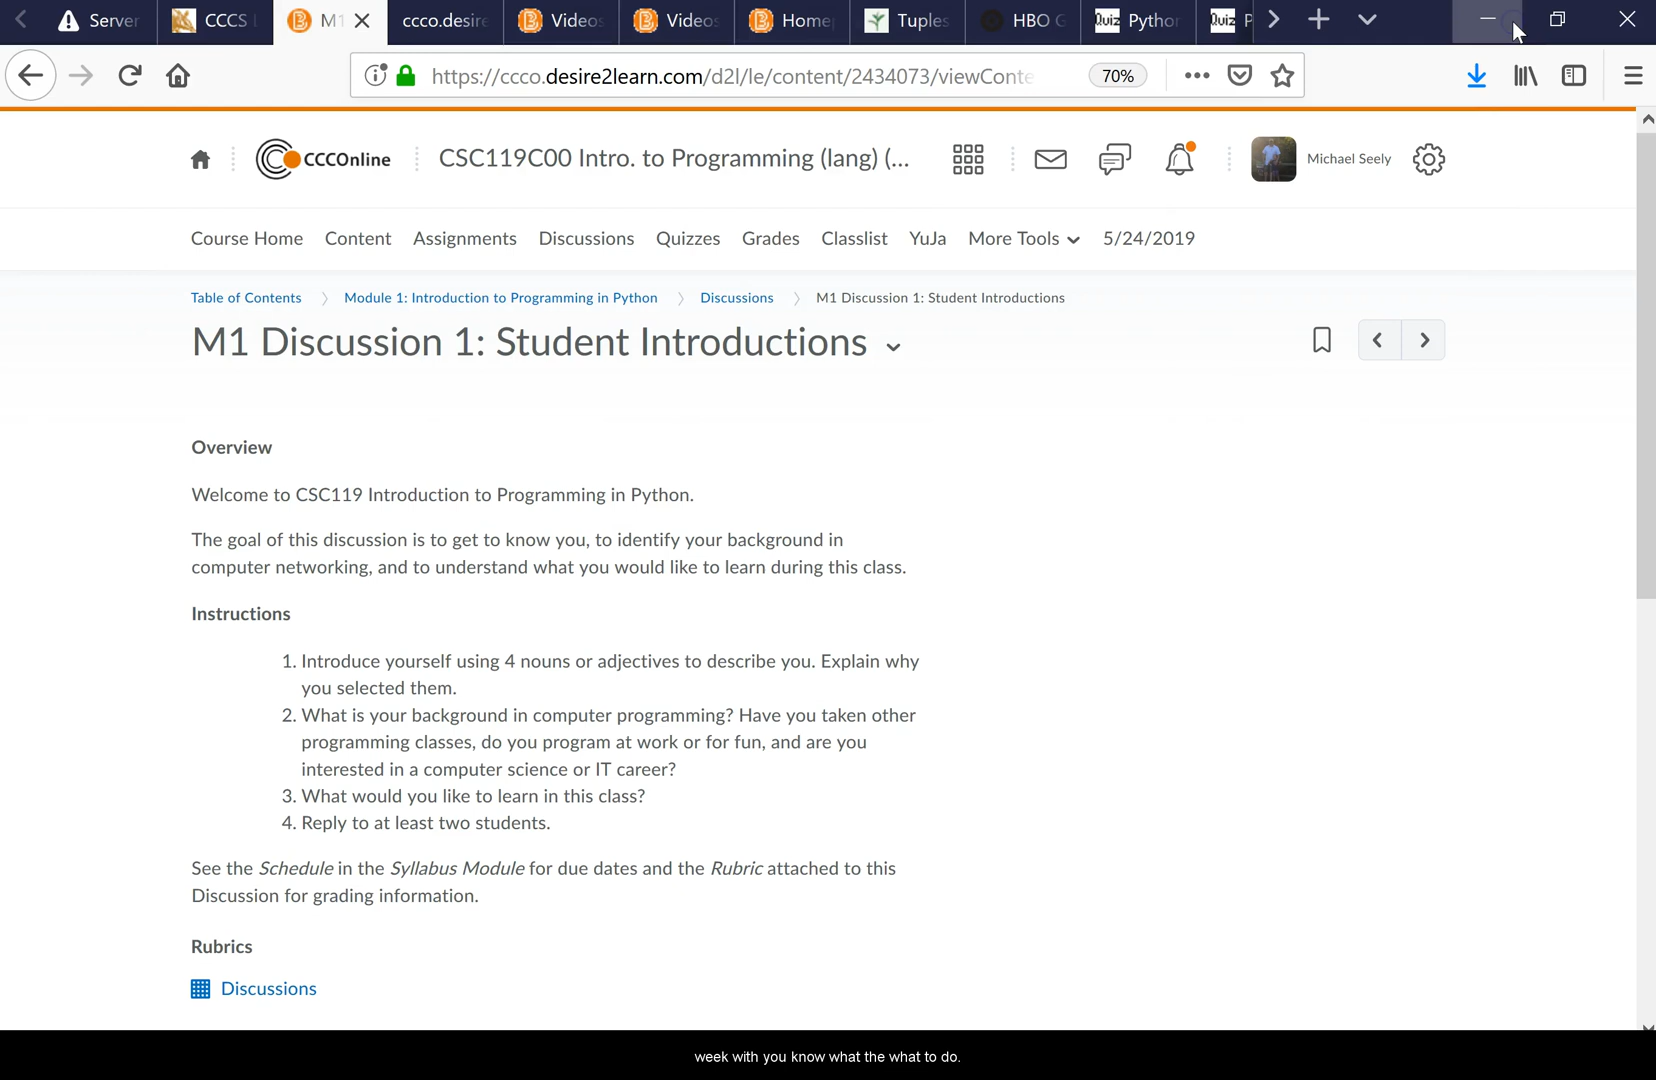 Server
CCCS
M1
ccco.desire
Videos
Videos
Home
Tuples
HBO G
Quiz Pytho
Quiz P
https://ccco.desire2learn.com/d2l/le/content/2434073/viewConte
70%
CCCOnline
CSC119C00 Intro. to Programming (lang) (...
Michael Seely
Course Home Content Assignments Discussions Quizzes Grades Classlist YuJa More Tools 5/24/2019
Table of Contents Module 1: Introduction to Programming in Python Discussions M1 Discussion 1: Student Introductions
M1 Discussion 1: Student Introductions
Overview
Welcome to CSC119 Introduction to Programming in Python.
The goal of this discussion is to get to know you, to identify your background in
computer networking, and to understand what you would like to learn during this class.
Instructions
1. Introduce yourself using 4 nouns or adjectives to describe you. Explain why
you selected them.
2. What is your background in computer programming? Have you taken other
programming classes, do you program at work or for fun, and are you
interested in a computer science or IT career?
3. What would you like to learn in this class?
4. Reply to at least two students.
See the Schedule in the Syllabus Module for due dates and the Rubric attached to this
Discussion for grading information.
Rubrics
Discussions
week with you know what the what to do.